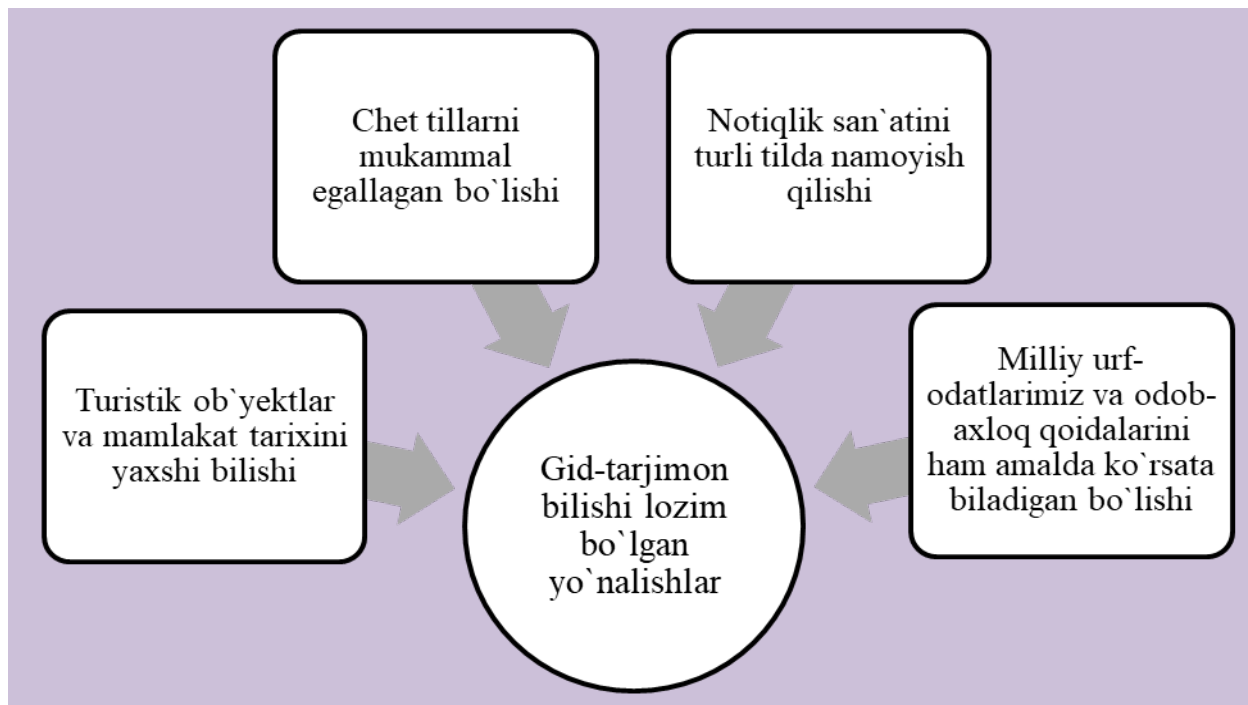 Chet tillarni
mukammal
egallagan bo`lishi
Notiqlik san`atini
turli tilda namoyish
qilishi
Turistik ob`yektlar
va mamlakat tarixini
yaxshi bilishi
Milliy urf-
odatlarimiz va odob-
axloq qoidalarini
ham amalda ko`rsata
biladigan bo`lishi
Gid-tarjimon
bilishi lozim
bo`lgan
yo`nalishlar